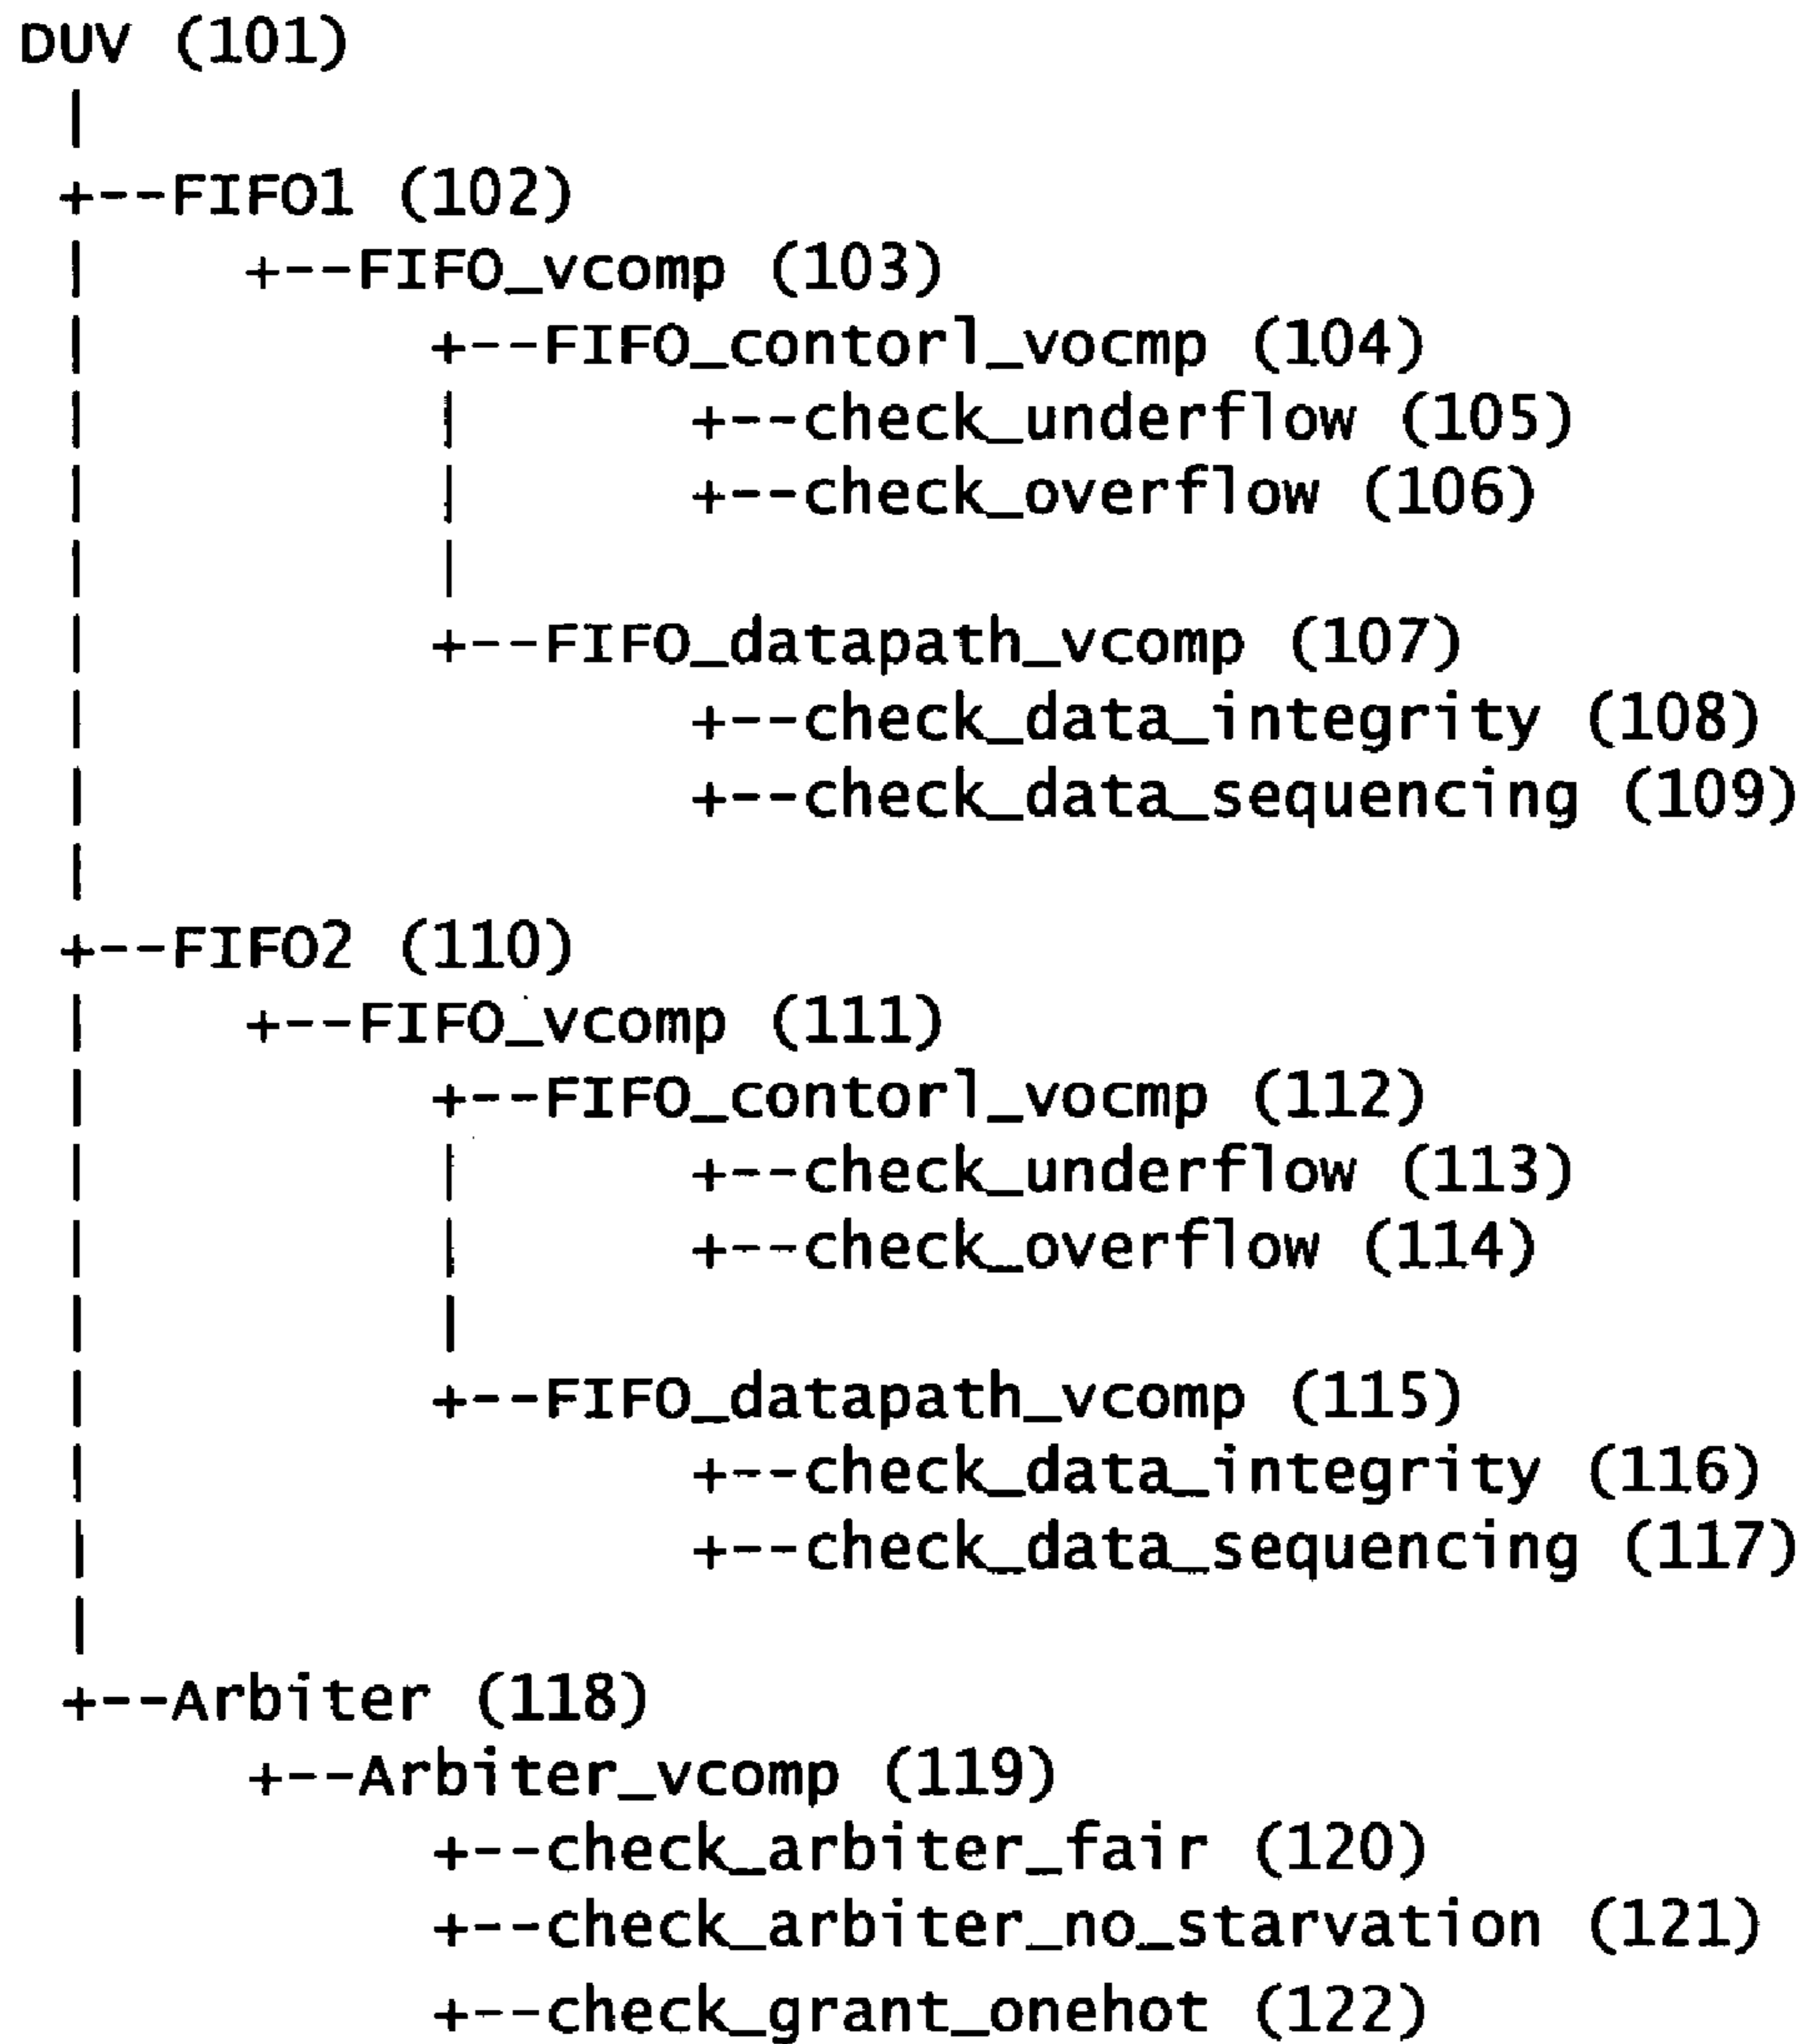 DUV (101)
|
+--FIFO1 (102)
|       +--FIFO_vcomp (103)
|               +--FIFO_contorl_vocmp (104)
|               |          +--check_underflow (105)
|               |          +--check_overflow (106)
|               |
|               +--FIFO_datapath_vcomp (107)
|                          +--check_data_integrity (108)
|                          +--check_data_sequencing (109)
|
+--FIFO2 (110)
|       +--FIFO_vcomp (111)
|               +--FIFO_contorl_vocmp (112)
|               |          +--check_underflow (113)
|               |          +--check_overflow (114)
|               |
|               +--FIFO_datapath_vcomp (115)
|                          +--check_data_integrity (116)
|                          +--check_data_sequencing (117)
|
+--Arbiter (118)
        +--Arbiter_vcomp (119)
                +--check_arbiter_fair (120)
                +--check_arbiter_no_starvation (121)
                +--check_grant_onehot (122)